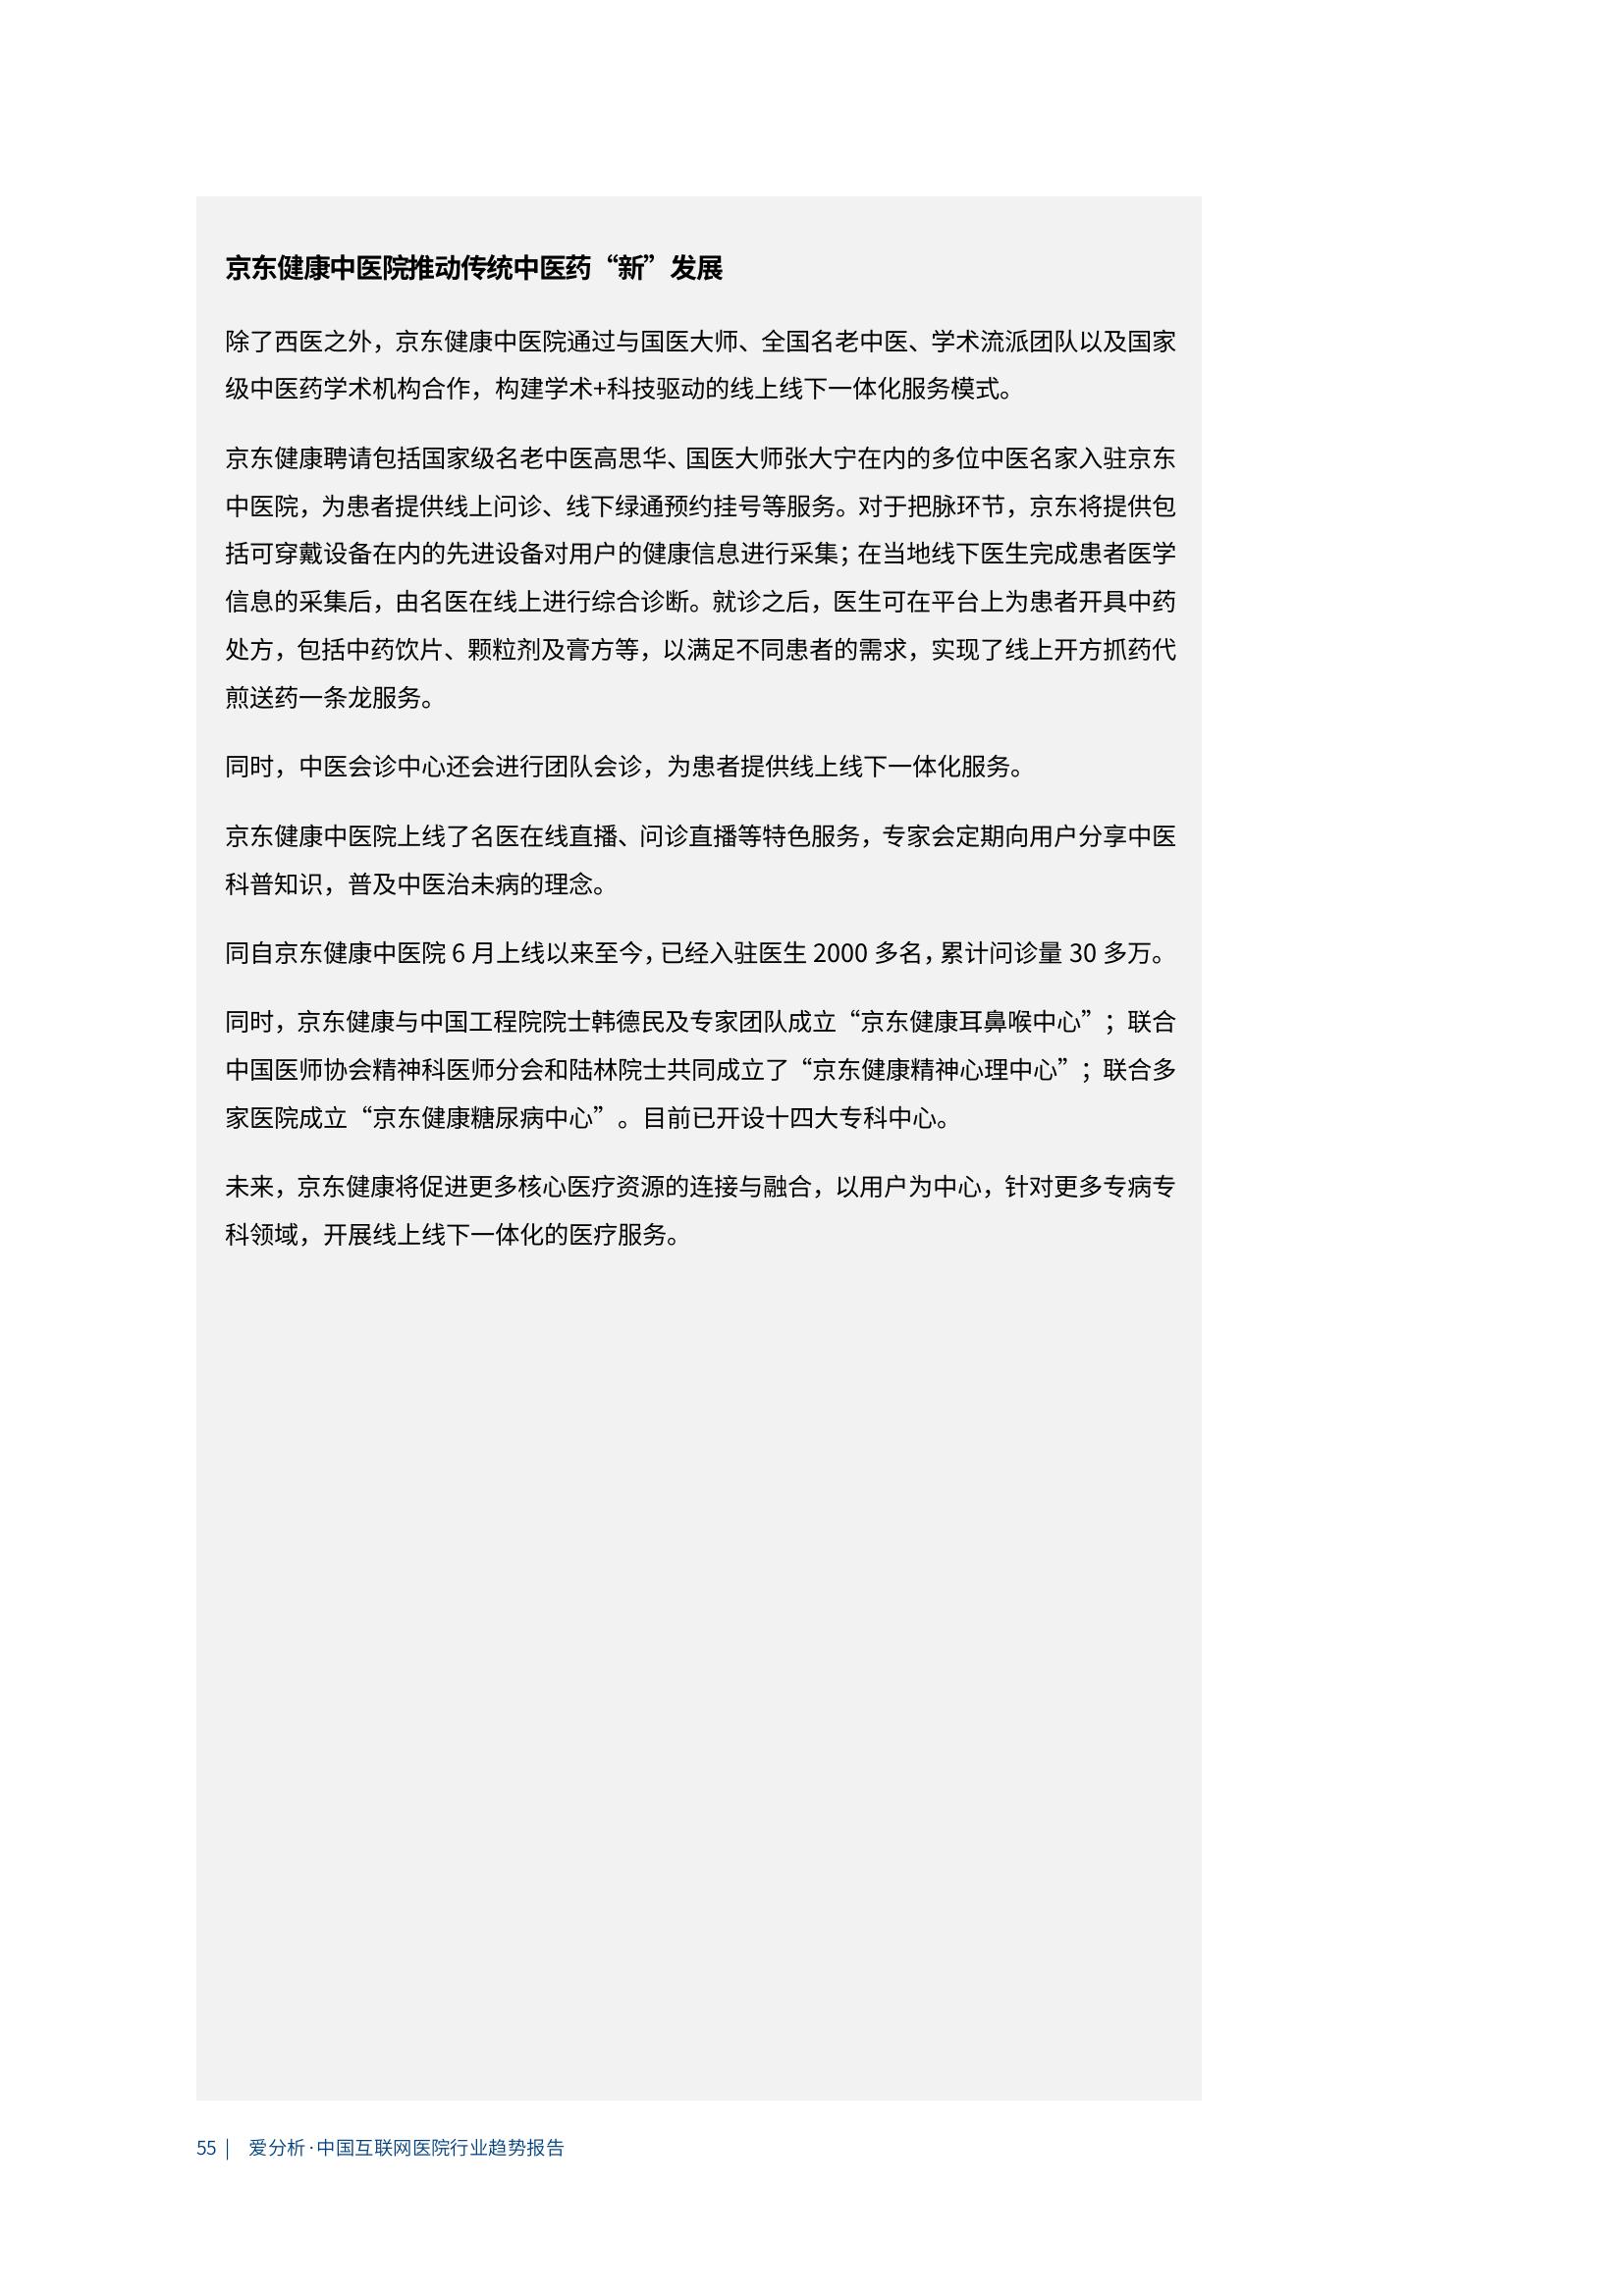 京东健康中医院推动传统中医药“新”发展
除了西医之外，京东健康中医院通过与国医大师、全国名老中医、学术流派团队以及国家
级中医药学术机构合作，构建学术+科技驱动的线上线下一体化服务模式。
京东健康聘请包括国家级名老中医高思华、国医大师张大宁在内的多位中医名家入驻京东
中医院，为患者提供线上问诊、线下绿通预约挂号等服务。对于把脉环节，京东将提供包
括可穿戴设备在内的先进设备对用户的健康信息进行采集；在当地线下医生完成患者医学
信息的采集后，由名医在线上进行综合诊断。就诊之后，医生可在平台上为患者开具中药
处方，包括中药饮片、颗粒剂及膏方等，以满足不同患者的需求，实现了线上开方抓药代
煎送药一条龙服务。
同时，中医会诊中心还会进行团队会诊，为患者提供线上线下一体化服务。
京东健康中医院上线了名医在线直播、问诊直播等特色服务，专家会定期向用户分享中医
科普知识，普及中医治未病的理念。
同自京东健康中医院 6 月上线以来至今，已经入驻医生 2000 多名，累计问诊量 30 多万。
同时，京东健康与中国工程院院士韩德民及专家团队成立“京东健康耳鼻喉中心”；联合
中国医师协会精神科医师分会和陆林院士共同成立了“京东健康精神心理中心”；联合多
家医院成立“京东健康糖尿病中心”。目前已开设十四大专科中心。
未来，京东健康将促进更多核心医疗资源的连接与融合，以用户为中心，针对更多专病专
科领域，开展线上线下一体化的医疗服务。
55 | 爱分析·中国互联网医院行业趋势报告